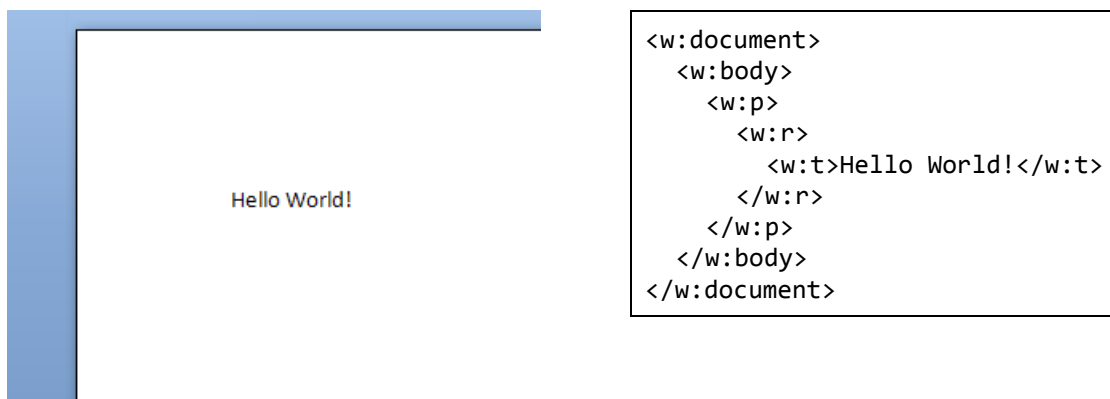 Hello World!
<w:document>
  <w:body>
    <w:p>
      <w:r>
        <w:t>Hello World!</w:t>
      </w:r>
    </w:p>
  </w:body>
</w:document>